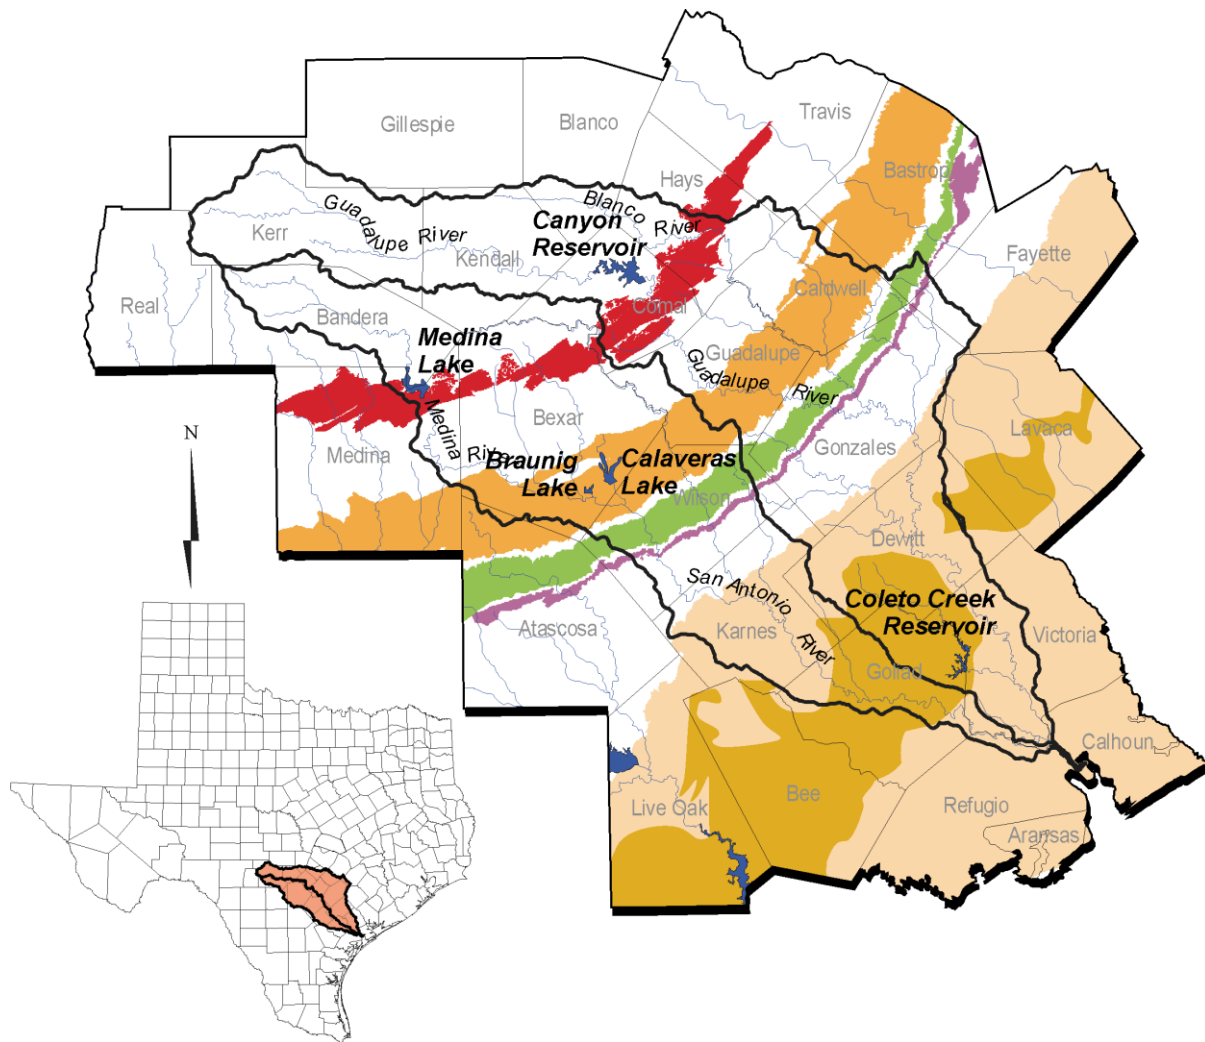 Travis
Gillespie
Blanco
Bastrop
Hays
Blanco River
Guadalupe River
Canyon
Reservoir
Kerr
Kendall
Fayette
Real
Bandera
Comal
Caldwell
Medina
Lake
Guadalupe
Guadalupe River
Bexar
Medina River
Lavaca
N
Medina
Gonzales
Braunig
Lake
Calaveras
Lake
Wilson
Dewitt
San Antonio River
Coleto Creek
Reservoir
Atascosa
Karnes
Victoria
Goliad
Calhoun
Live Oak
Bee
Refugio
Aransas